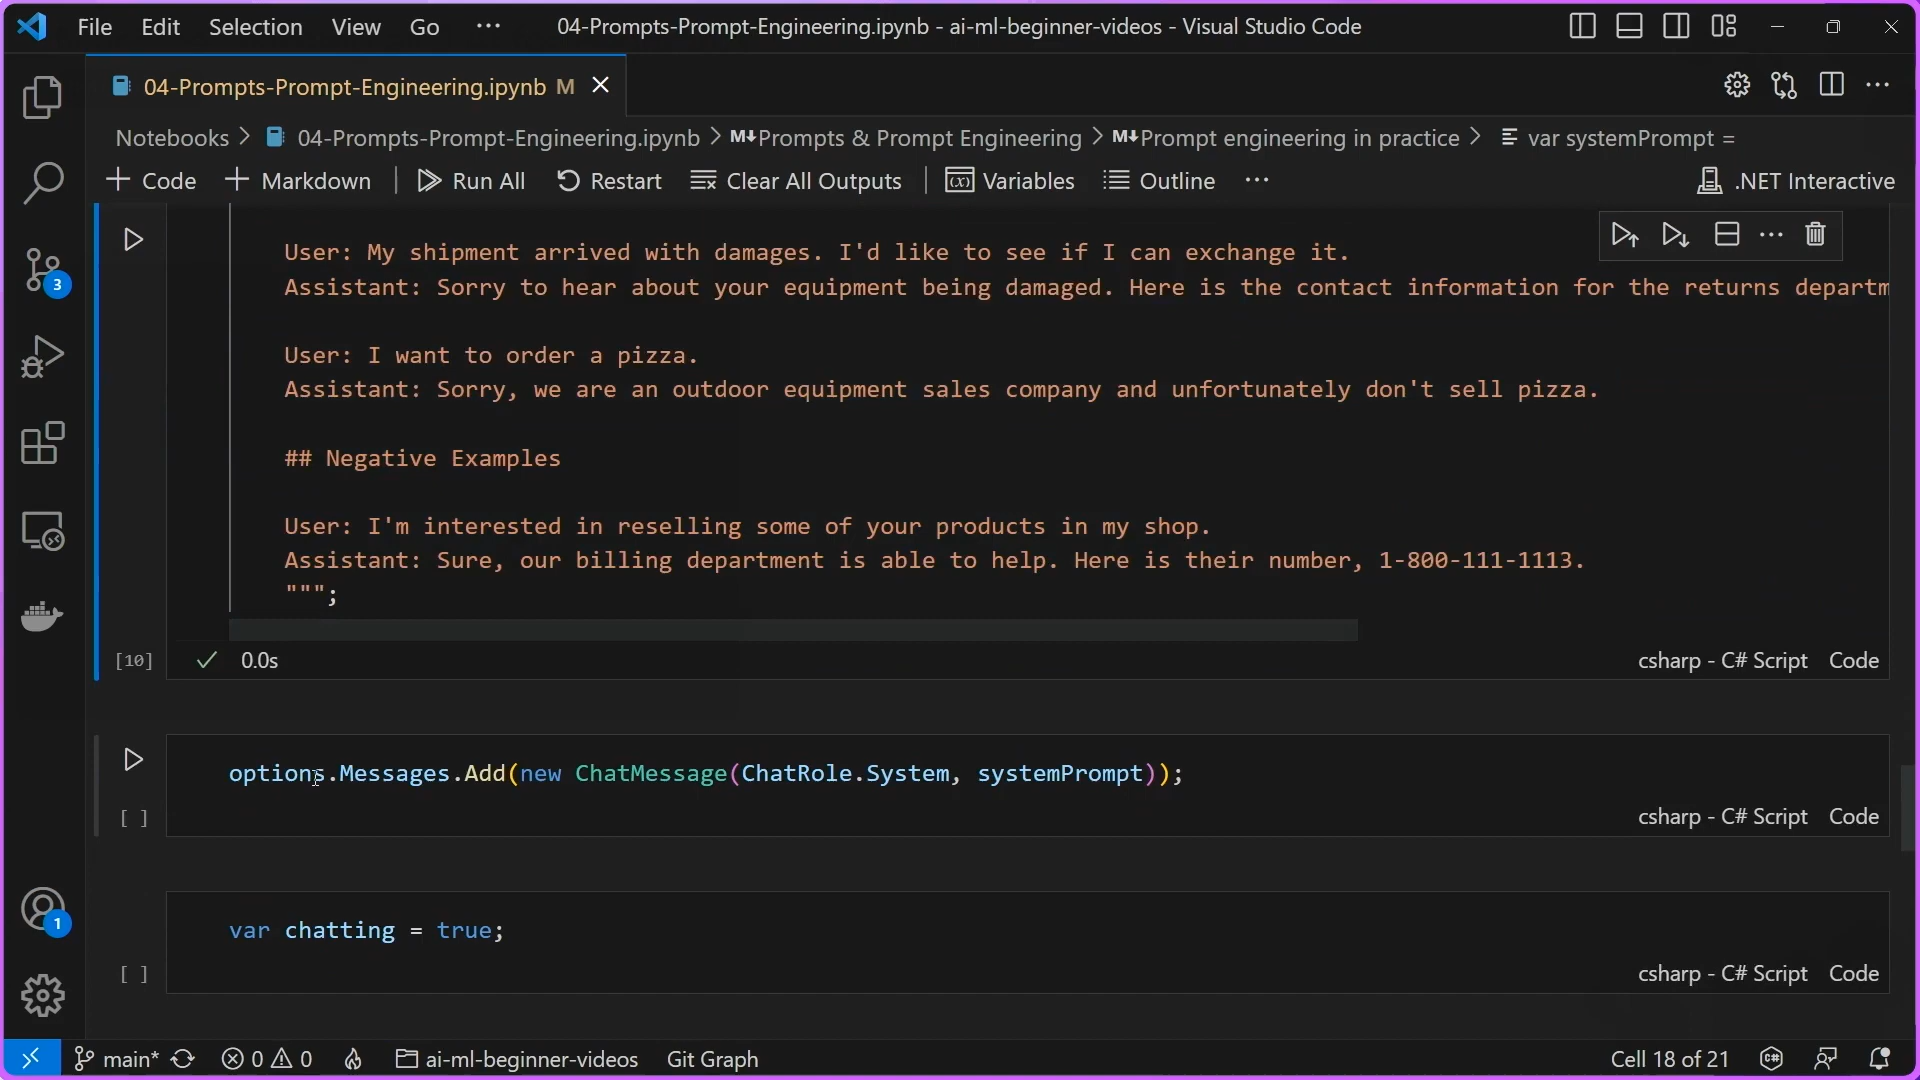 File Edit Selection View Go ··· 04-Prompts-Prompt-Engineering.ipynb - ai-ml-beginner-videos - Visual Studio Code
04-Prompts-Prompt-Engineering.ipynb M
Notebooks > 04-Prompts-Prompt-Engineering.ipynb > M↓Prompts & Prompt Engineering > M↓Prompt engineering in practice > var systemPrompt =
+ Code + Markdown | Run All Restart Clear All Outputs | Variables Outline ··· .NET Interactive
User: My shipment arrived with damages. I'd like to see if I can exchange it.
Assistant: Sorry to hear about your equipment being damaged. Here is the contact information for the returns departm
User: I want to order a pizza.
Assistant: Sorry, we are an outdoor equipment sales company and unfortunately don't sell pizza.
## Negative Examples
User: I'm interested in reselling some of your products in my shop.
Assistant: Sure, our billing department is able to help. Here is their number, 1-800-111-1113.
""";
[10] ✓ 0.0s csharp - C# Script Code
3
options.Messages.Add(new ChatMessage(ChatRole.System, systemPrompt));
[ ] csharp - C# Script Code
var chatting = true;
1
[ ] csharp - C# Script Code
main* 0 0 ai-ml-beginner-videos Git Graph Cell 18 of 21